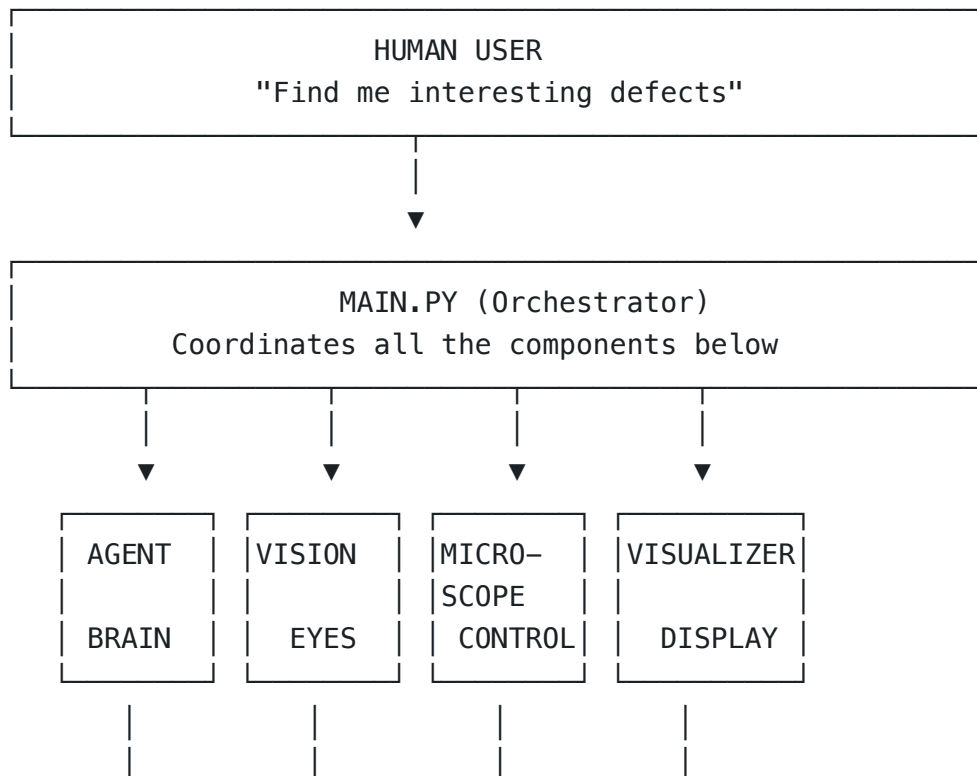 HUMAN USER
"Find me interesting defects"
MAIN.PY (Orchestrator)
Coordinates all the components below
AGENT VISION MICRO- VISUALIZER
SCOPE
BRAIN EYES CONTROL DISPLAY